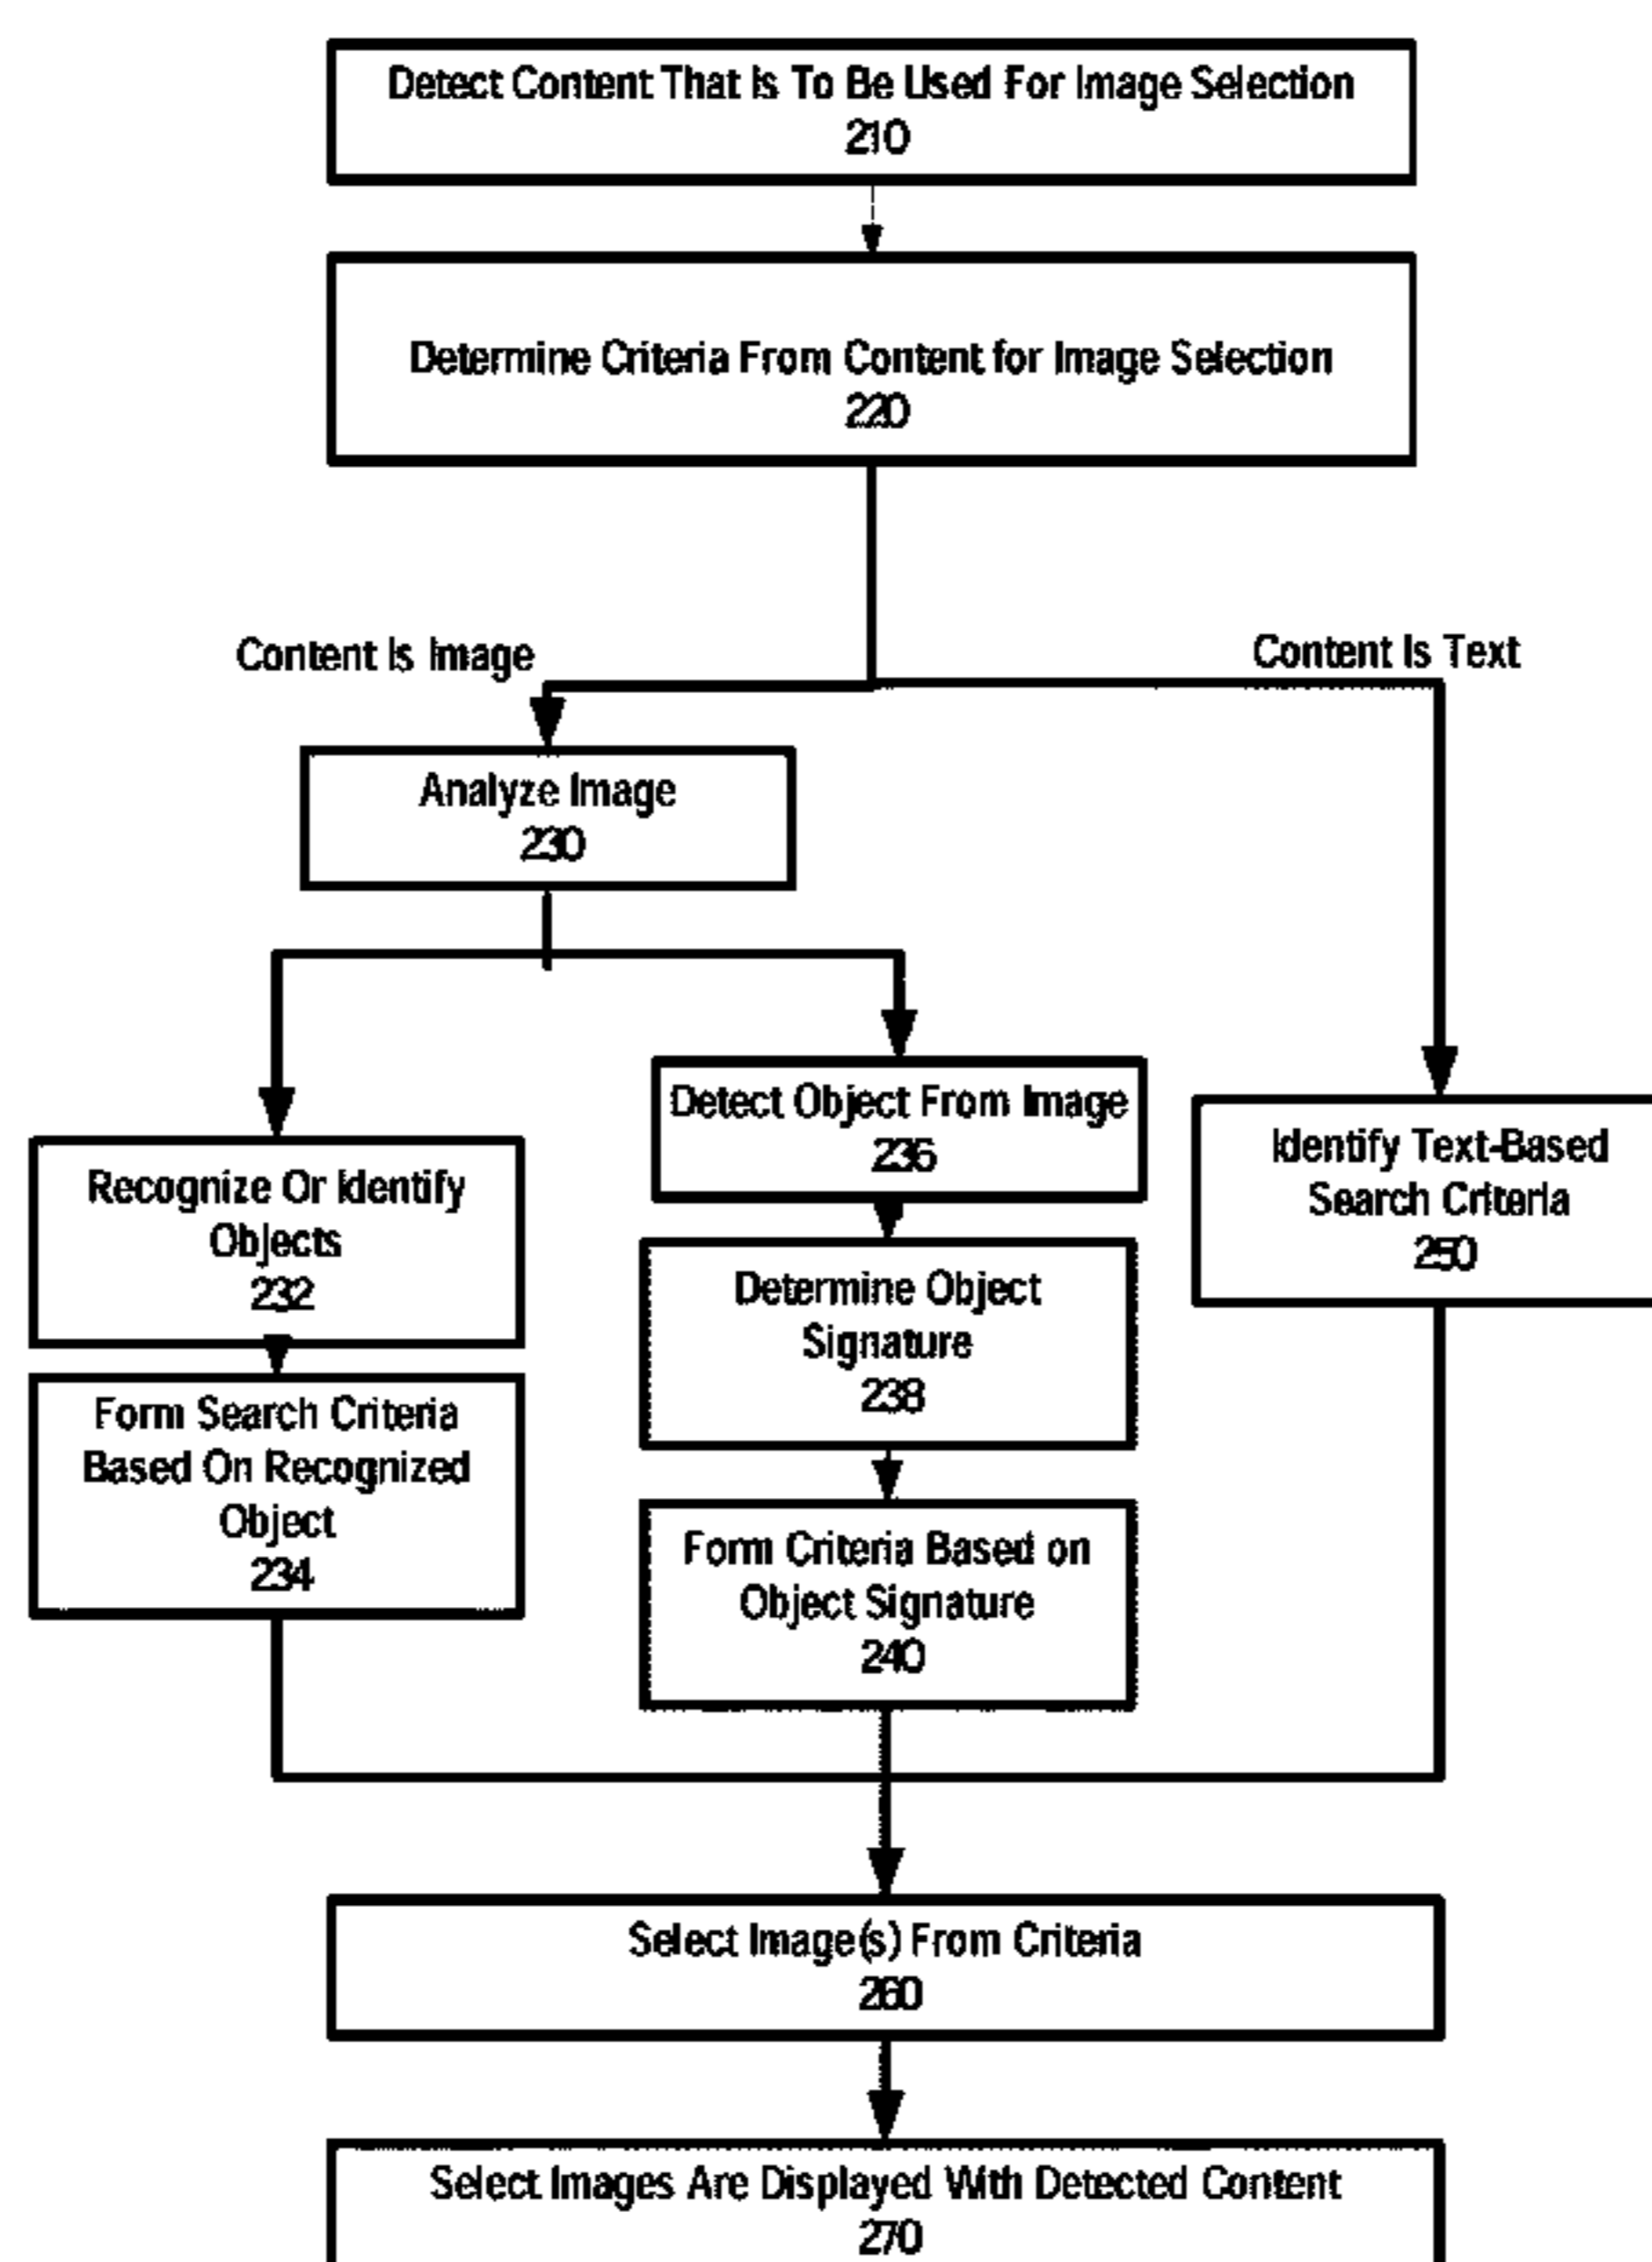 Detect Content That Is To Be Used For Image Selection
210
Determine Criteria From Content for Image Selection
220
Content Is Image
Content Is Text
Analyze Image
230
Detect Object From Image
236
Identify Text-Based
Search Criteria
250
Recognize Or Identify
Objects
232
Determine Object
Signature
238
Form Search Criteria
Based On Recognized
Object
234
Form Criteria Based on
Object Signature
240
Select Image(s) From Criteria
260
Select Images Are Displayed With Detected Content
270